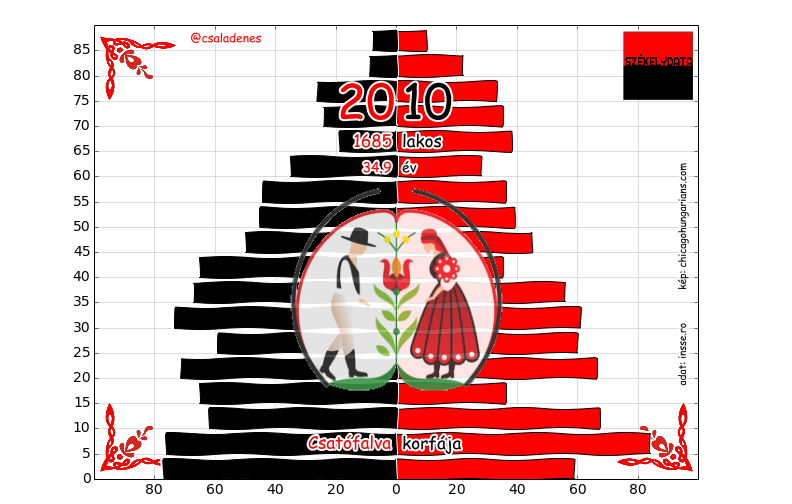 @csaladenes
SZÉKELYDATA
2010
1685 lakos
34.9 év
kép: chicagohungarians.com
adat: insse.ro
Csatófalva korfája
85
80
75
70
65
60
55
50
45
40
35
30
25
20
15
10
5
0
80 60 40 20 0 20 40 60 80